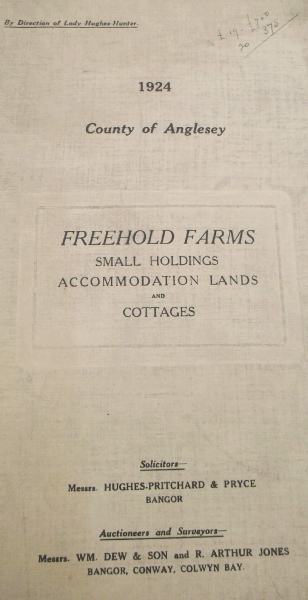 By Direction of Lady Hughes-Hunter.
1924
County of Anglesey
FREEHOLD FARMS
SMALL HOLDINGS
ACCOMMODATION LANDS
AND
COTTAGES
Solicitors—
Messrs. HUGHES-PRITCHARD & PRYCE
BANGOR
Auctioneers and Surveyors—
Messrs. WM. DEW & SON and R. ARTHUR JONES
BANGOR, CONWAY, COLWYN BAY.